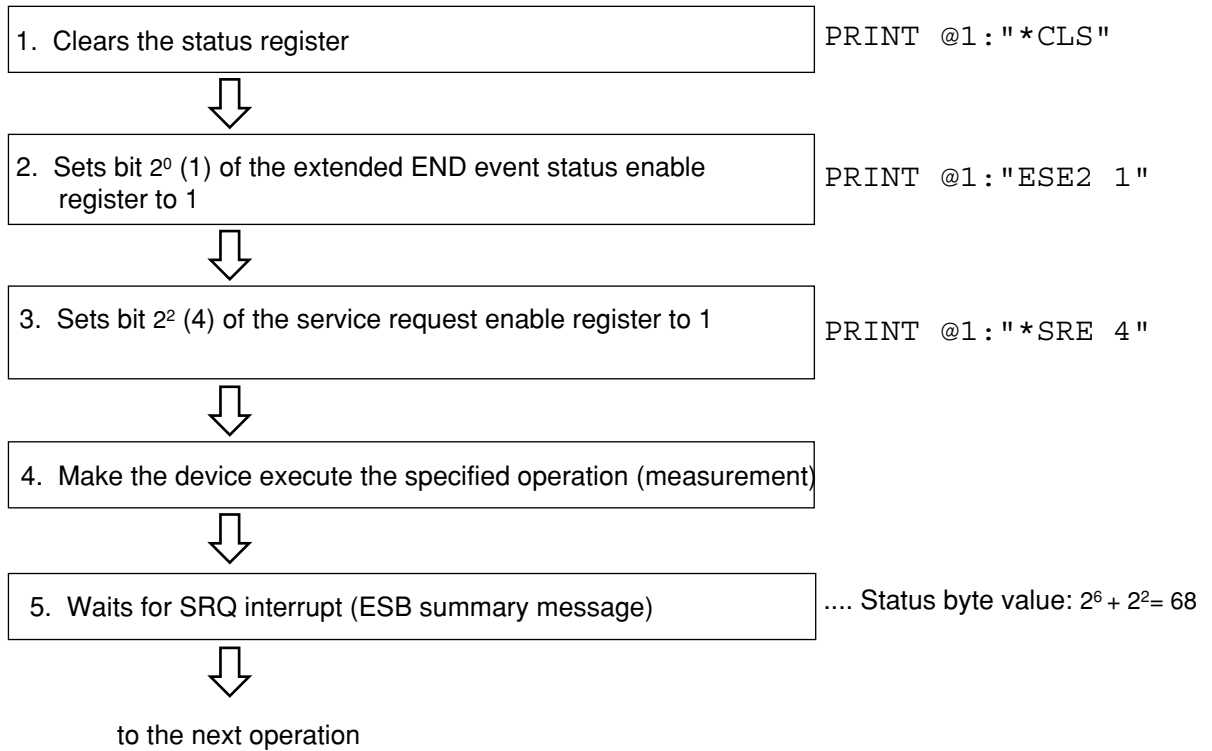 1. Clears the status register
PRINT @1:"*CLS"
2. Sets bit 2⁰ (1) of the extended END event status enable
register to 1
PRINT @1:"ESE2 1"
3. Sets bit 2² (4) of the service request enable register to 1
PRINT @1:"*SRE 4"
4. Make the device execute the specified operation (measurement)
5. Waits for SRQ interrupt (ESB summary message)
.... Status byte value: 2⁶ + 2²= 68
to the next operation